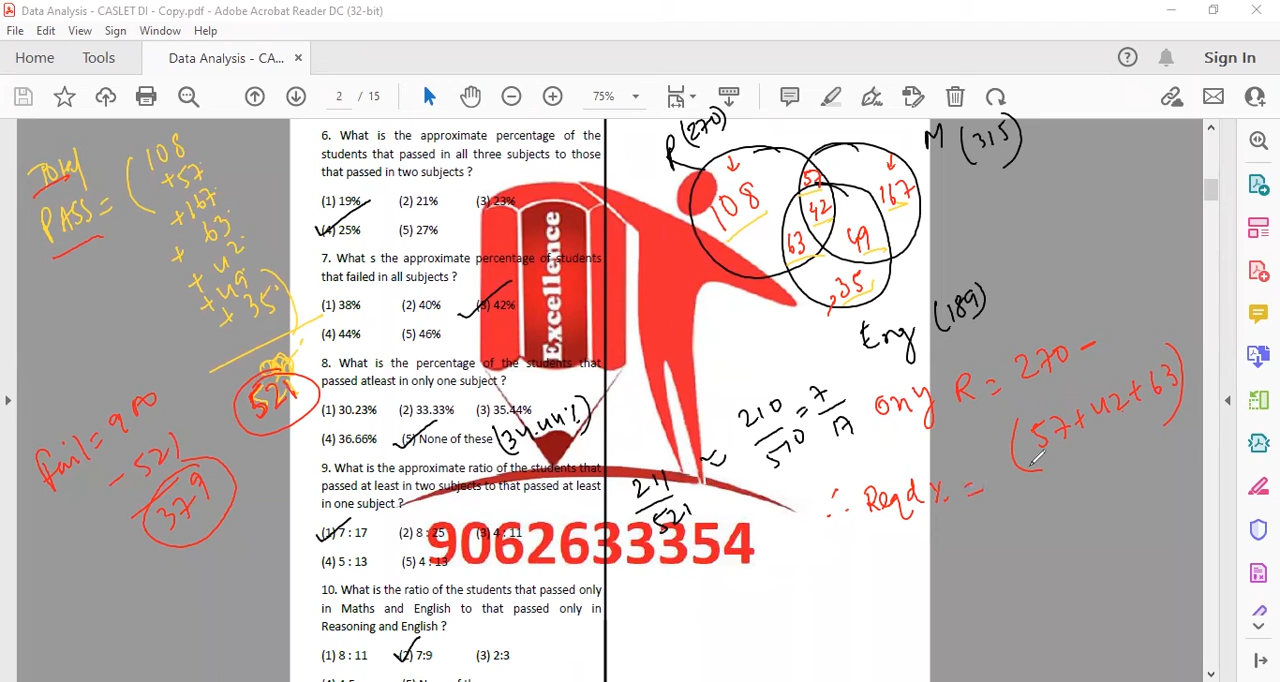 Data Analysis - CASLET DI - Copy.pdf - Adobe Acrobat Reader DC (32-bit)
File Edit View Sign Window Help
Home Tools Data Analysis - CA... × Sign In
2 / 15 75%
6. What is the approximate percentage of the
students that passed in all three subjects to those
that passed in two subjects ?
(1) 19% (2) 21% (3) 23%
(4) 25% (5) 27%
7. What s the approximate percentage of students
that failed in all subjects ?
(1) 38% (2) 40% (3) 42%
(4) 44% (5) 46%
8. What is the percentage of the students that
passed atleast in only one subject ?
(1) 30.23% (2) 33.33% (3) 35.44%
(4) 36.66% (5) None of these (34.44%)
9. What is the approximate ratio of the students that
passed at least in two subjects to that passed at least
in one subject ?
(1) 7 : 17 (2) 8 : 25 (3) 4 : 11
(4) 5 : 13 (5) 4 : 13
10. What is the ratio of the students that passed only
in Maths and English to that passed only in
Reasoning and English ?
(1) 8 : 11 (2) 7:9 (3) 2:3
Total
PASS = (108
+57
+167
+ 63
+ 42
+ 49
+ 35)
521
fail = 900
- 521
379
Excellence
9062633354
R (270)
M (315)
Eng (189)
108
57
167
42
63
49
35
211
521
≈
210
510
= 7
17
ony R = 270 -
(57+42+63)
∴ Reqd % =